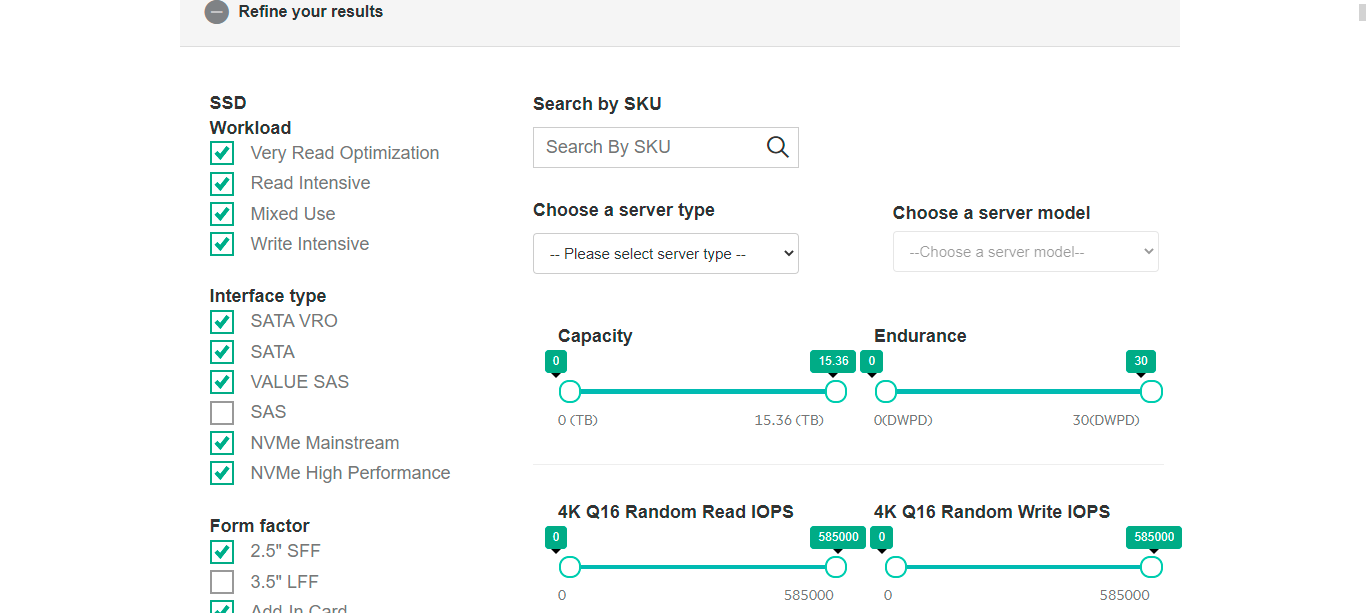 Refine your results
SSD
Workload
Very Read Optimization
Read Intensive
Mixed Use
Write Intensive
Interface type
SATA VRO
SATA
VALUE SAS
SAS
NVMe Mainstream
NVMe High Performance
Form factor
2.5" SFF
3.5" LFF
Add In Card
Search by SKU
Search By SKU
Choose a server type
-- Please select server type --
Choose a server model
--Choose a server model--
Capacity
0
15.36
0 (TB)
15.36 (TB)
Endurance
0
30
0(DWPD)
30(DWPD)
4K Q16 Random Read IOPS
0
585000
0
585000
4K Q16 Random Write IOPS
0
585000
0
585000